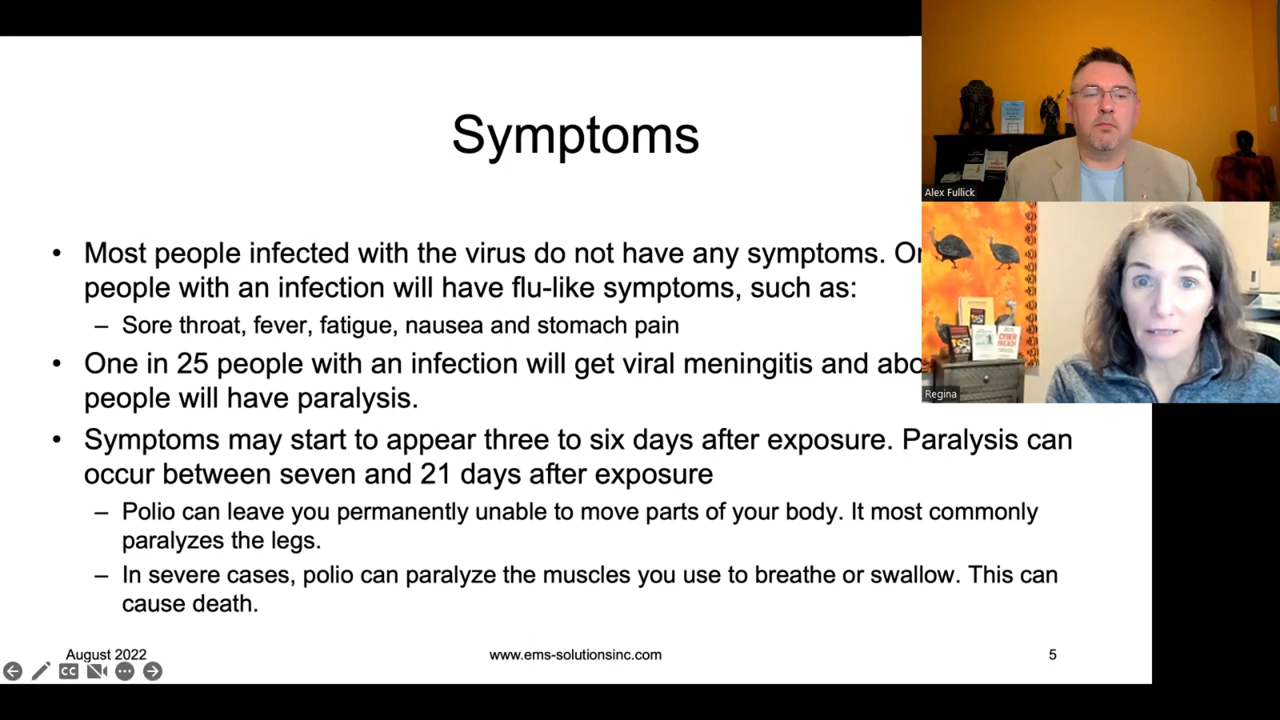 Symptoms
• Most people infected with the virus do not have any symptoms.
people with an infection will have flu-like symptoms, such as:
– Sore throat, fever, fatigue, nausea and stomach pain
• One in 25 people with an infection will get viral meningitis and
people will have paralysis.
• Symptoms may start to appear three to six days after exposure. Paralysis can
occur between seven and 21 days after exposure
– Polio can leave you permanently unable to move parts of your body. It most commonly
paralyzes the legs.
– In severe cases, polio can paralyze the muscles you use to breathe or swallow. This can
cause death.
August 2022
www.ems-solutionsinc.com
5
CC
Alex Fullick
Regina
CYBER
BREACH